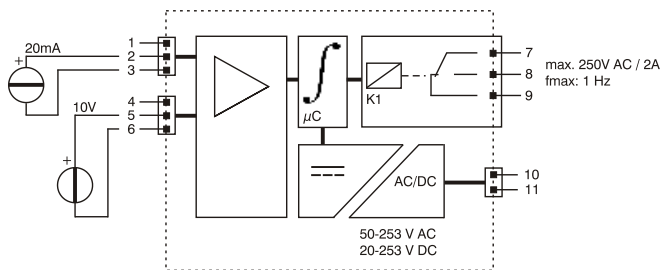 20mA
+
1
2
3
10V
+
4
5
6
µC
K1
7
8
9
max. 250V AC / 2A
fmax: 1 Hz
AC/DC
10
11
50-253 V AC
20-253 V DC